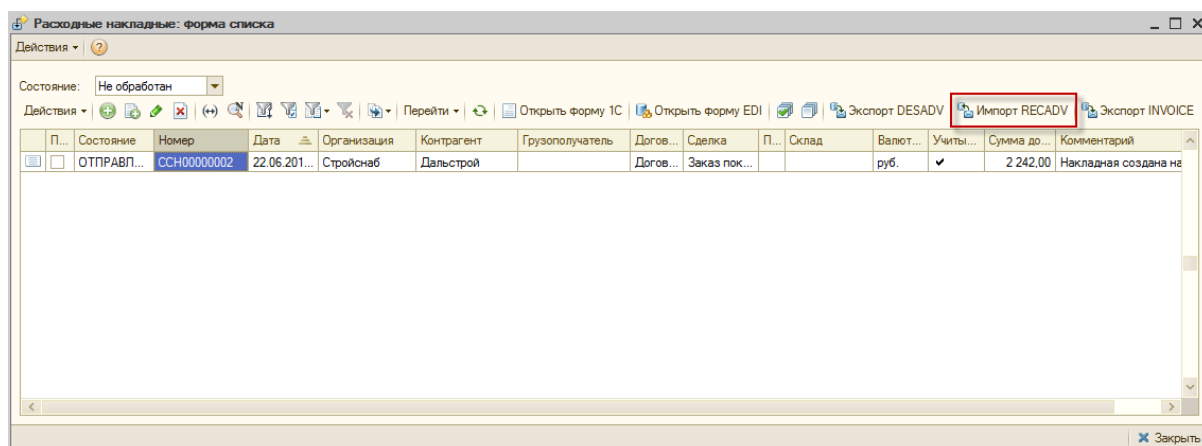 Расходные накладные: форма списка
Действия
Состояние: Не обработан
Действия Перейти Открыть форму 1С Открыть форму EDI Экспорт DESADV Импорт RECADV Экспорт INVOICE
П... Состояние Номер Дата Организация Контрагент Грузополучатель Догов... Сделка П... Склад Валют... Учиты... Сумма до... Комментарий
ОТПРАВЛ... ССН00000002 22.06.201... Стройснаб Дальстрой Догов... Заказ пок... руб. 2 242,00 Накладная создана на
Закрыть